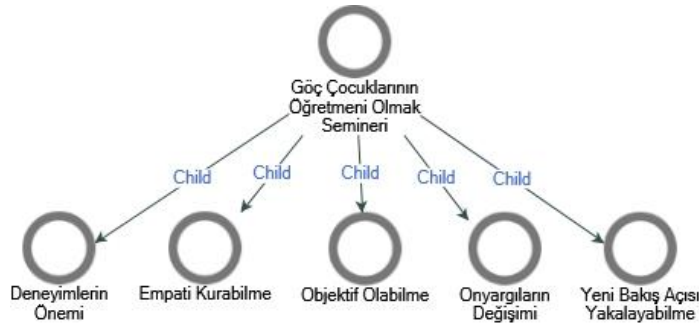 Göç Çocuklarının
Öğretmeni Olmak
Semineri
Child
Child
Child
Child
Child
Deneyimlerin
Önemi
Empati Kurabilme
Objektif Olabilme
Onyargıların
Değişimi
Yeni Bakış Açısı
Yakalayabilme